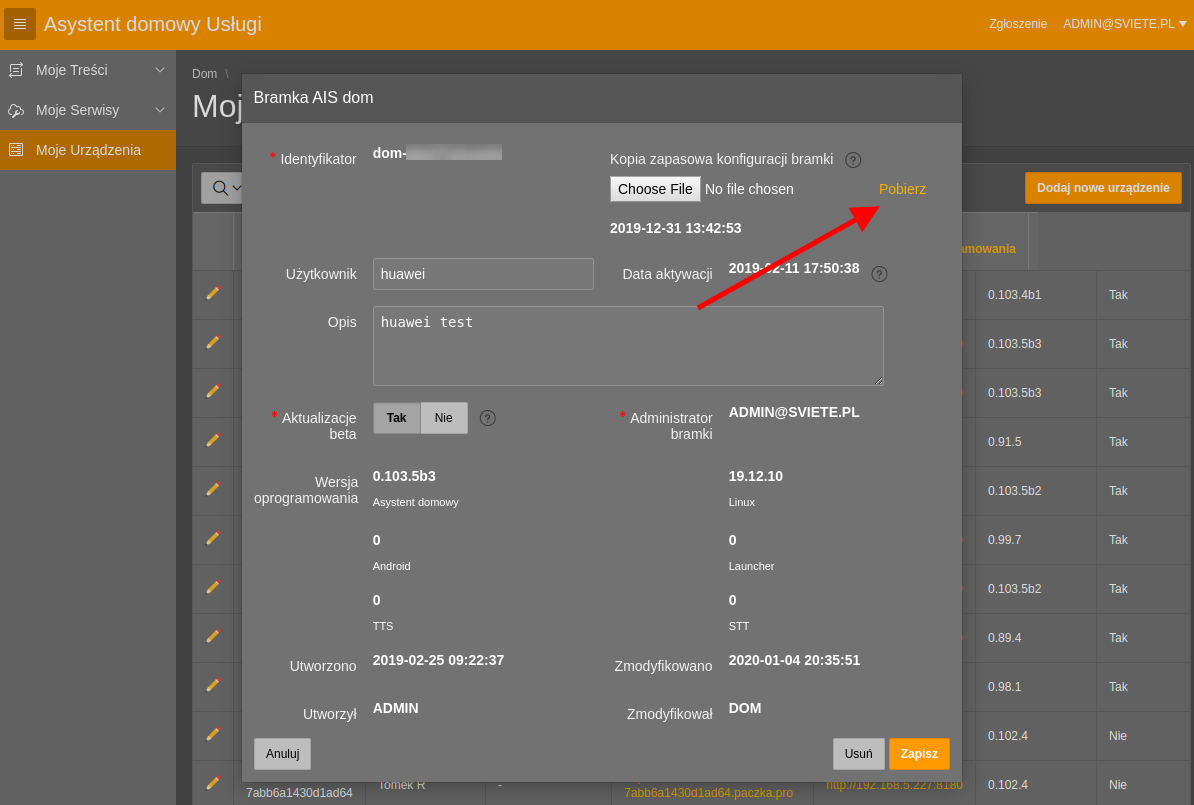 Asystent domowy Usługi
Zgłoszenie ADMIN@SVIETE.PL
Moje Treści
Moje Serwisy
Moje Urządzenia
Dom \
Moj
Dodaj nowe urządzenie
Bramka AIS dom
* Identyfikator dom-
Kopia zapasowa konfiguracji bramki ?
Choose File No file chosen Pobierz
2019-12-31 13:42:53
Użytkownik huawei
Data aktywacji 2019-02-11 17:50:38 ?
Opis huawei test
* Aktualizacje beta Tak Nie ?
* Administrator bramki ADMIN@SVIETE.PL
Wersja oprogramowania
0.103.5b3
Asystent domowy
19.12.10
Linux
0
Android
0
Launcher
0
TTS
0
STT
Utworzono 2019-02-25 09:22:37
Zmodyfikowano 2020-01-04 20:35:51
Utworzył ADMIN
Zmodyfikował DOM
Anuluj Usuń Zapisz
amowania
0.103.4b1 Tak
0.103.5b3 Tak
0.103.5b3 Tak
0.91.5 Tak
0.103.5b2 Tak
0.99.7 Tak
0.103.5b2 Tak
0.89.4 Tak
0.98.1 Tak
0.102.4 Nie
Tomek R - http://192.168.5.227:8180 0.102.4 Nie
7abb6a1430d1ad64 7abb6a1430d1ad64.paczka.pro